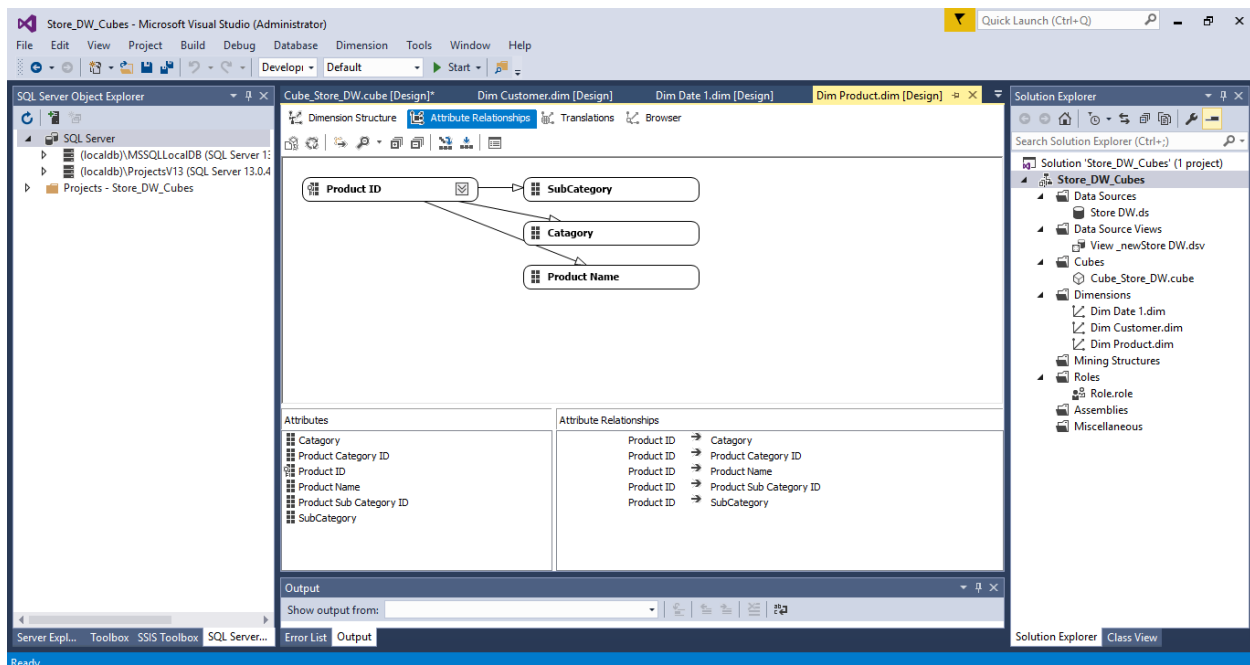 Store_DW_Cubes - Microsoft Visual Studio (Administrator)
Quick Launch (Ctrl+Q)
File Edit View Project Build Debug Database Dimension Tools Window Help
Developi Default Start
SQL Server Object Explorer
SQL Server
(localdb)\MSSQLLocalDB (SQL Server 13
(localdb)\ProjectsV13 (SQL Server 13.0.4
Projects - Store_DW_Cubes
Server Expl... Toolbox SSIS Toolbox SQL Server...
Cube_Store_DW.cube [Design]* Dim Customer.dim [Design] Dim Date 1.dim [Design] Dim Product.dim [Design]
Dimension Structure Attribute Relationships Translations Browser
Product ID SubCategory
Catagory
Product Name
Attributes
Catagory
Product Category ID
Product ID
Product Name
Product Sub Category ID
SubCategory
Attribute Relationships
Product ID Catagory
Product ID Product Category ID
Product ID Product Name
Product ID Product Sub Category ID
Product ID SubCategory
Output
Show output from:
Error List Output
Solution Explorer
Search Solution Explorer (Ctrl+;)
Solution 'Store_DW_Cubes' (1 project)
Store_DW_Cubes
Data Sources
Store DW.ds
Data Source Views
View _newStore DW.dsv
Cubes
Cube_Store_DW.cube
Dimensions
Dim Date 1.dim
Dim Customer.dim
Dim Product.dim
Mining Structures
Roles
Role.role
Assemblies
Miscellaneous
Solution Explorer Class View
Ready